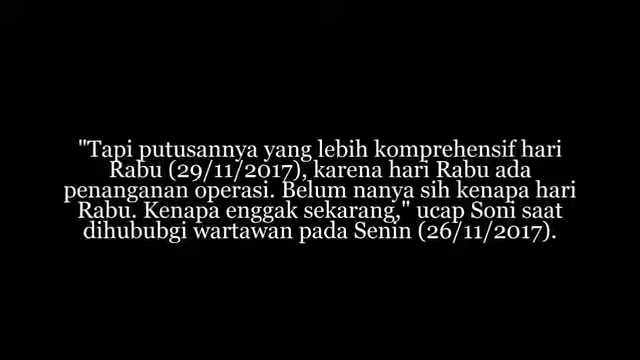 "Tapi putusannya yang lebih komprehensif hari
Rabu (29/11/2017), karena hari Rabu ada
penanganan operasi. Belum nanya sih kenapa hari
Rabu. Kenapa enggak sekarang," ucap Soni saat
dihububgi wartawan pada Senin (26/11/2017).